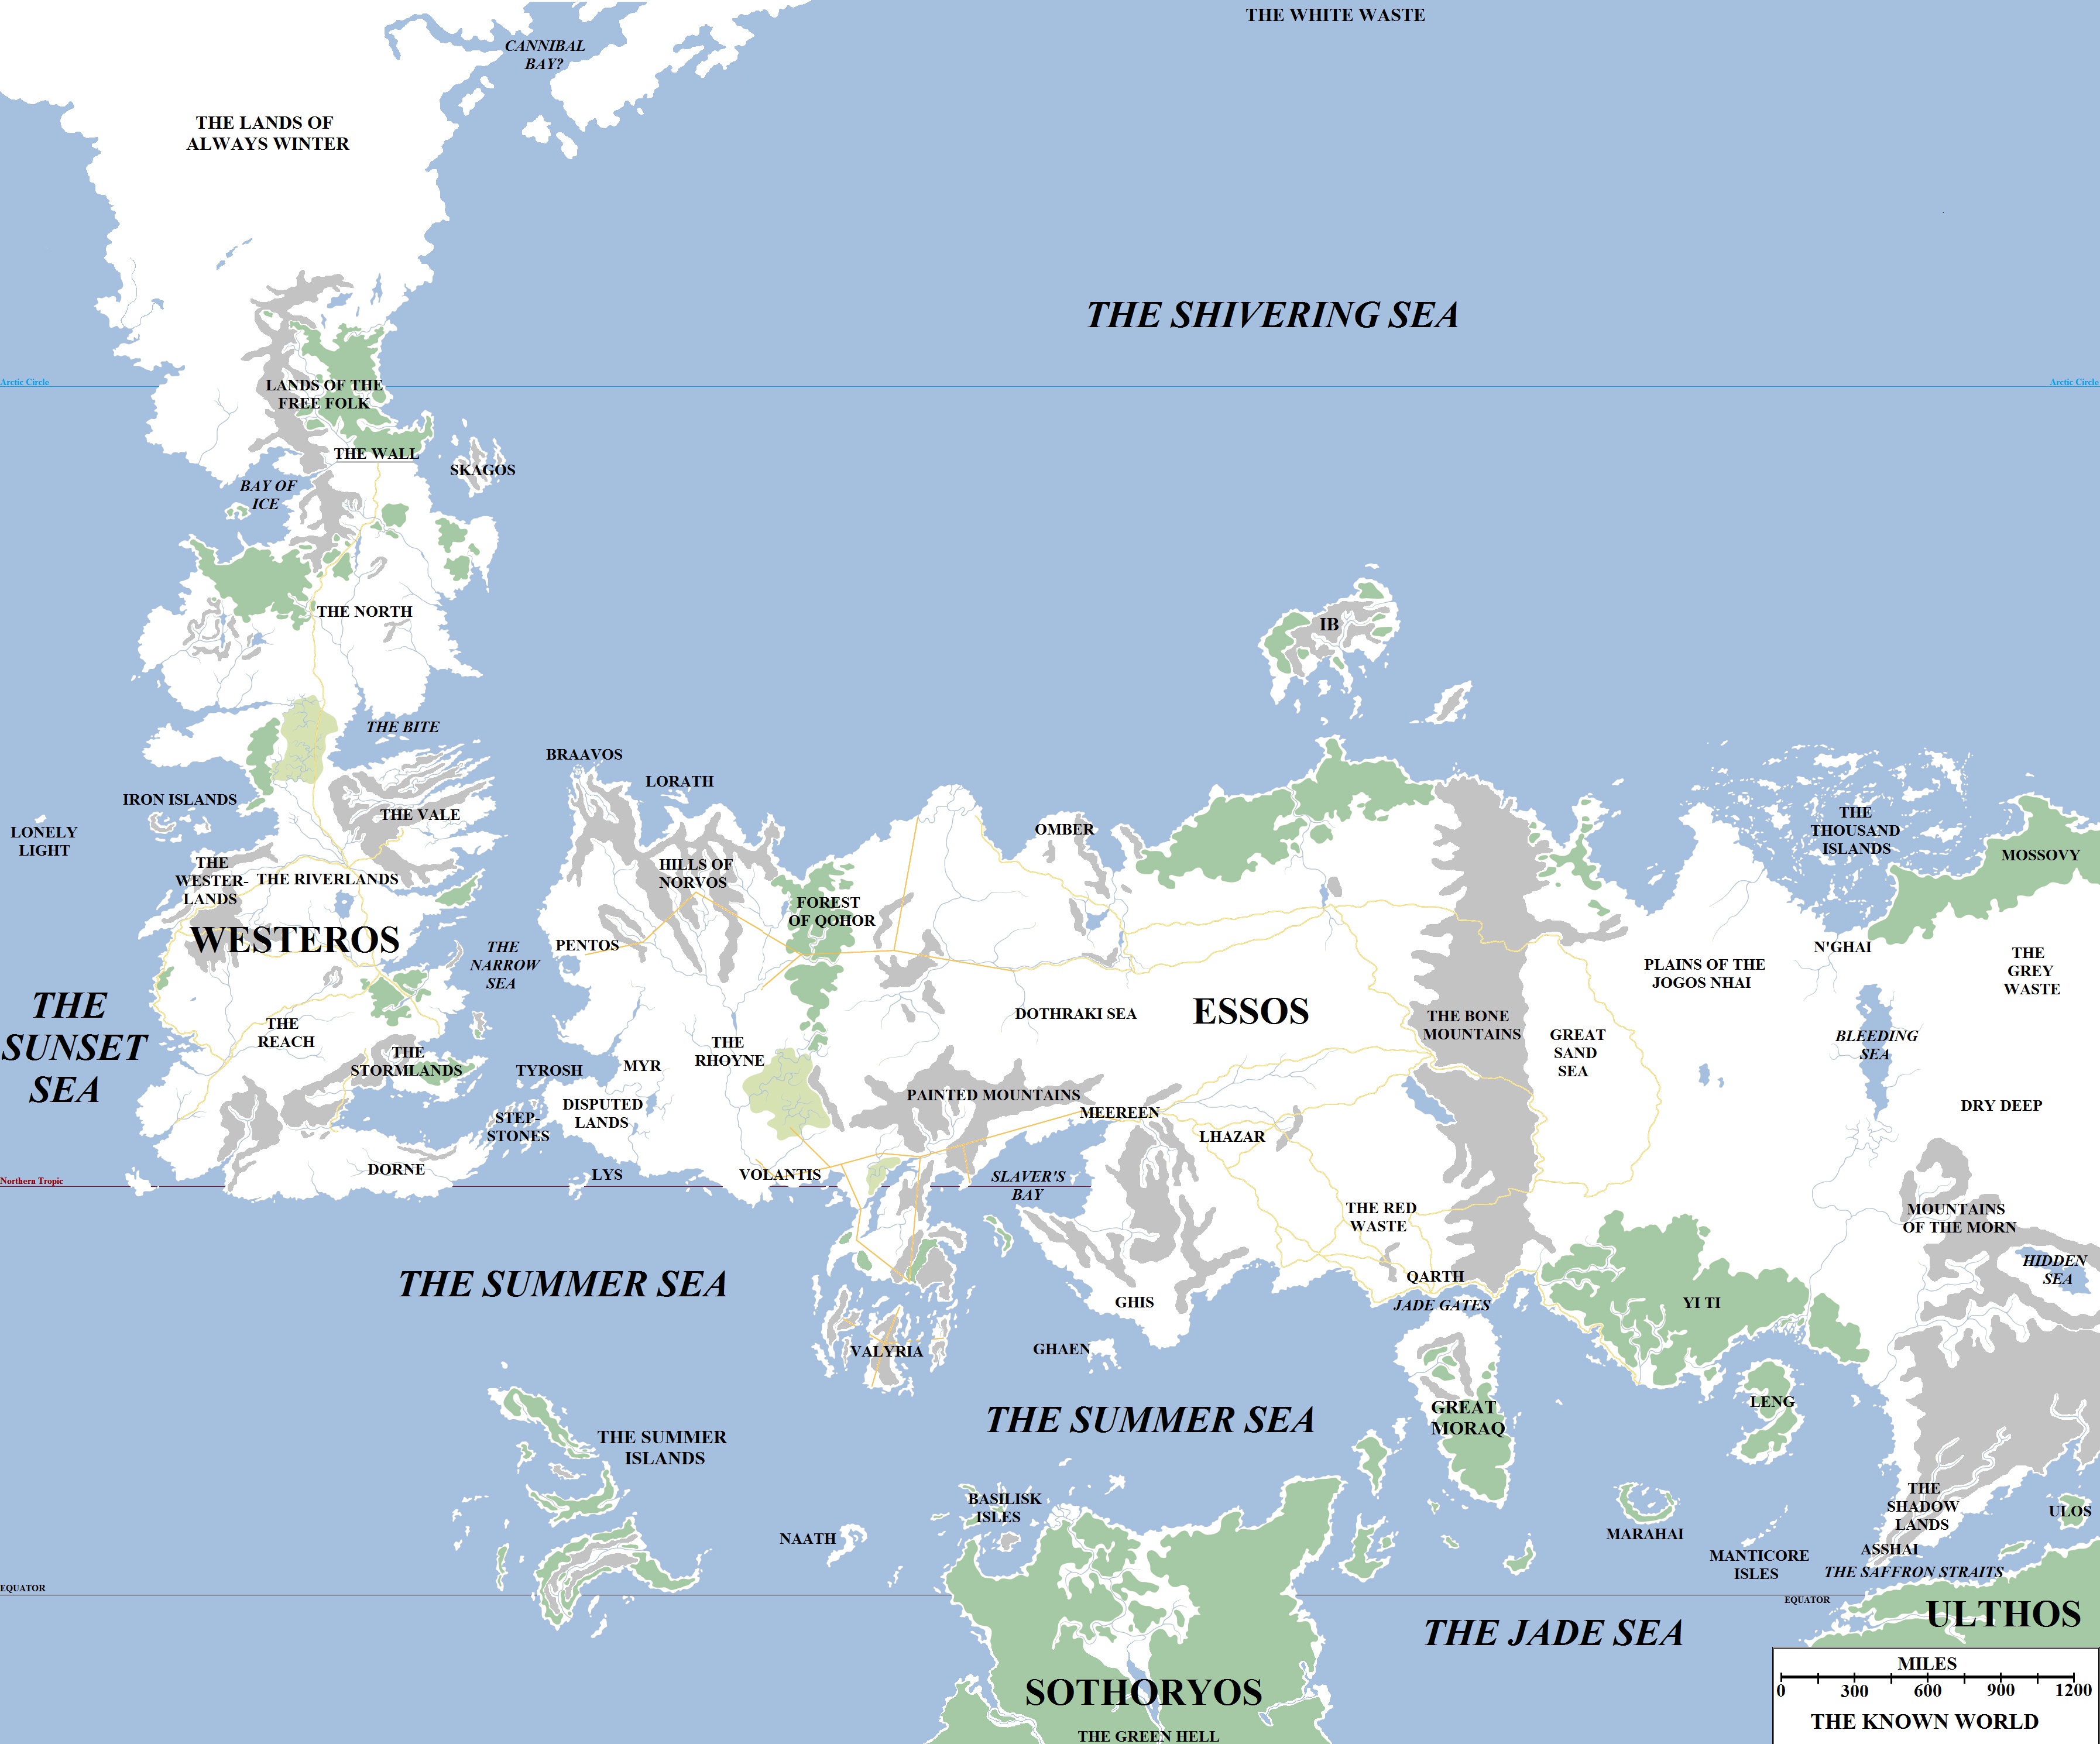 THE WHITE WASTE
CANNIBAL
BAY?
THE LANDS OF
ALWAYS WINTER
THE SHIVERING SEA
Arctic Circle
Arctic Circle
LANDS OF THE
FREE FOLK
THE WALL
SKAGOS
BAY OF
ICE
THE NORTH
IB
THE BITE
BRAAVOS
LORATH
IRON ISLANDS
THE VALE
LONELY
LIGHT
OMBER
THE
THOUSAND
ISLANDS
MOSSOVY
THE
WESTER-
LANDS
THE RIVERLANDS
HILLS OF
NORVOS
FOREST
OF QOHOR
WESTEROS
THE
NARROW
SEA
PENTOS
N'GHAI
THE
GREY
WASTE
PLAINS OF THE
JOGOS NHAI
THE
SUNSET
SEA
THE
REACH
THE
STORMLANDS
DOTHRAKI SEA
ESSOS
THE BONE
MOUNTAINS
GREAT
SAND
SEA
BLEEDING
SEA
THE
RHOYNE
TYROSH
MYR
DISPUTED
LANDS
STEP-
STONES
PAINTED MOUNTAINS
MEEREEN
DRY DEEP
LHAZAR
DORNE
LYS
VOLANTIS
SLAVER'S
BAY
Northern Tropic
THE RED
WASTE
MOUNTAINS
OF THE MORN
HIDDEN
SEA
THE SUMMER SEA
QARTH
JADE GATES
GHIS
YI TI
GHAEN
VALYRIA
THE SUMMER SEA
GREAT
MORAQ
LENG
THE SUMMER
ISLANDS
BASILISK
ISLES
NAATH
MARAHAI
THE
SHADOW
LANDS
ULOS
ASSHAI
MANTICORE
ISLES
THE SAFFRON STRAITS
EQUATOR
EQUATOR
ULTHOS
THE JADE SEA
SOTHORYOS
THE GREEN HELL
MILES
0 300 600 900 1200
THE KNOWN WORLD